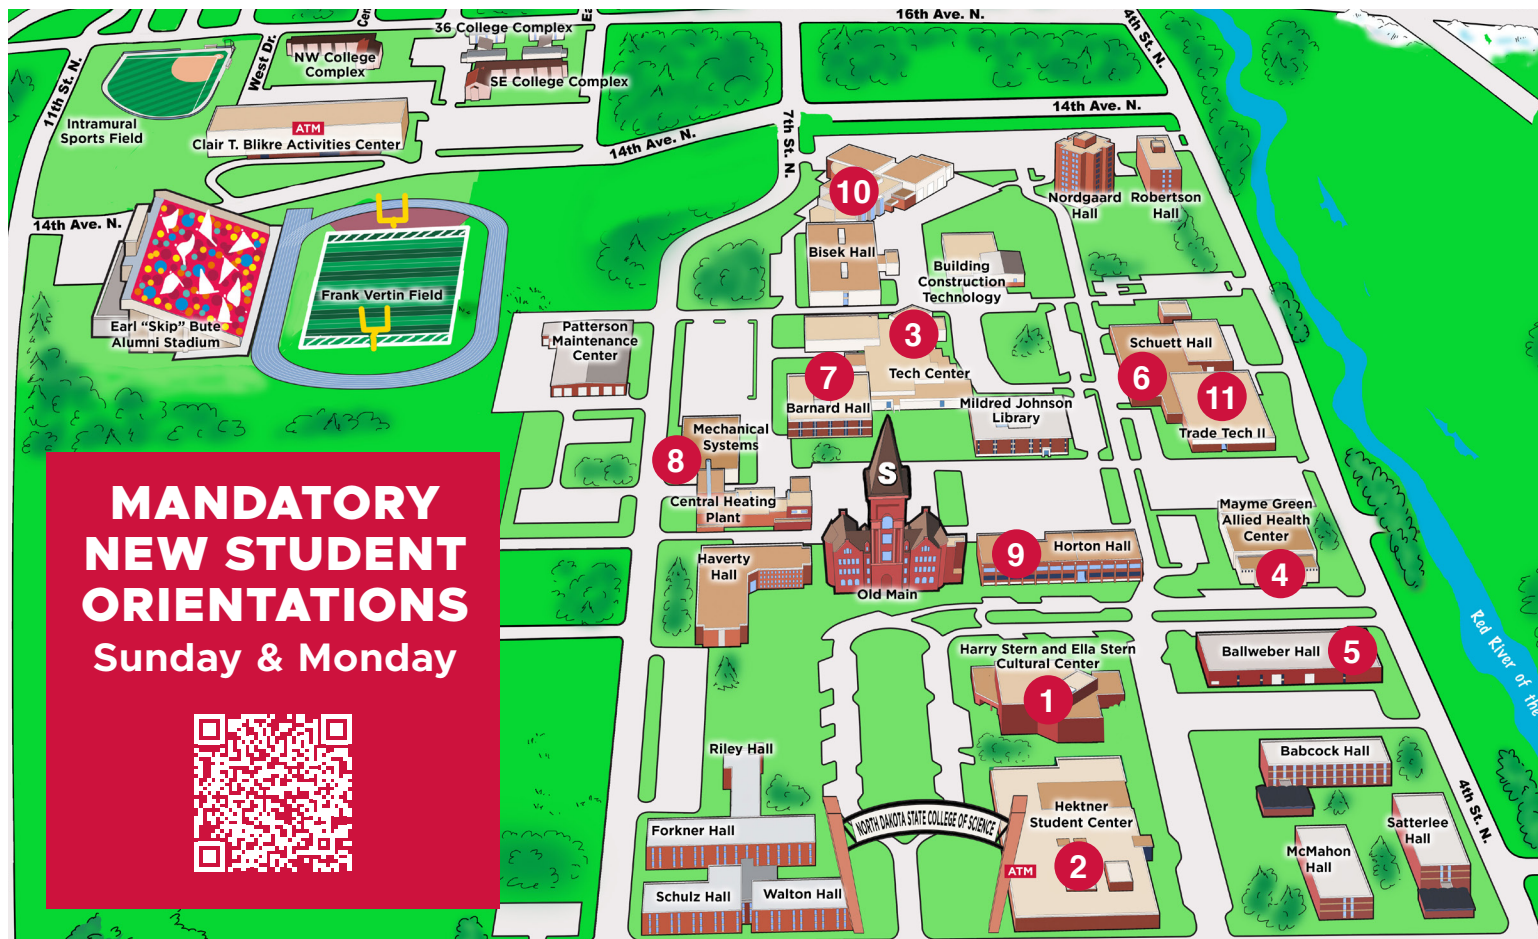 36 College Complex
16th Ave. N.
4th St. N.
West Dr.
NW College
Complex
SE College Complex
11th St. N.
Intramural
Sports Field
ATM
Clair T. Blikre Activities Center
14th Ave. N.
14th Ave. N.
7th St. N.
14th Ave. N.
10
Nordgaard
Hall
Robertson
Hall
Bisek Hall
Building
Construction
Technology
Frank Vertin Field
Earl “Skip” Bute
Alumni Stadium
Patterson
Maintenance
Center
3
Tech Center
7
Barnard Hall
Mildred Johnson
Library
Schuett Hall
6
11
Trade Tech II
Mechanical
Systems
8
Central Heating
Plant
S
Old Main
Haverty
Hall
9
Horton Hall
Mayme Green
Allied Health
Center
4
MANDATORY
NEW STUDENT
ORIENTATIONS
Sunday & Monday
Harry Stern and Ella Stern
Cultural Center
1
Ballweber Hall
5
Red River of the
Riley Hall
Babcock Hall
4th St. N.
Forkner Hall
NORTH DAKOTA STATE COLLEGE OF SCIENCE
Hektner
Student Center
ATM
2
Satterlee
Hall
McMahon
Hall
Schulz Hall
Walton Hall